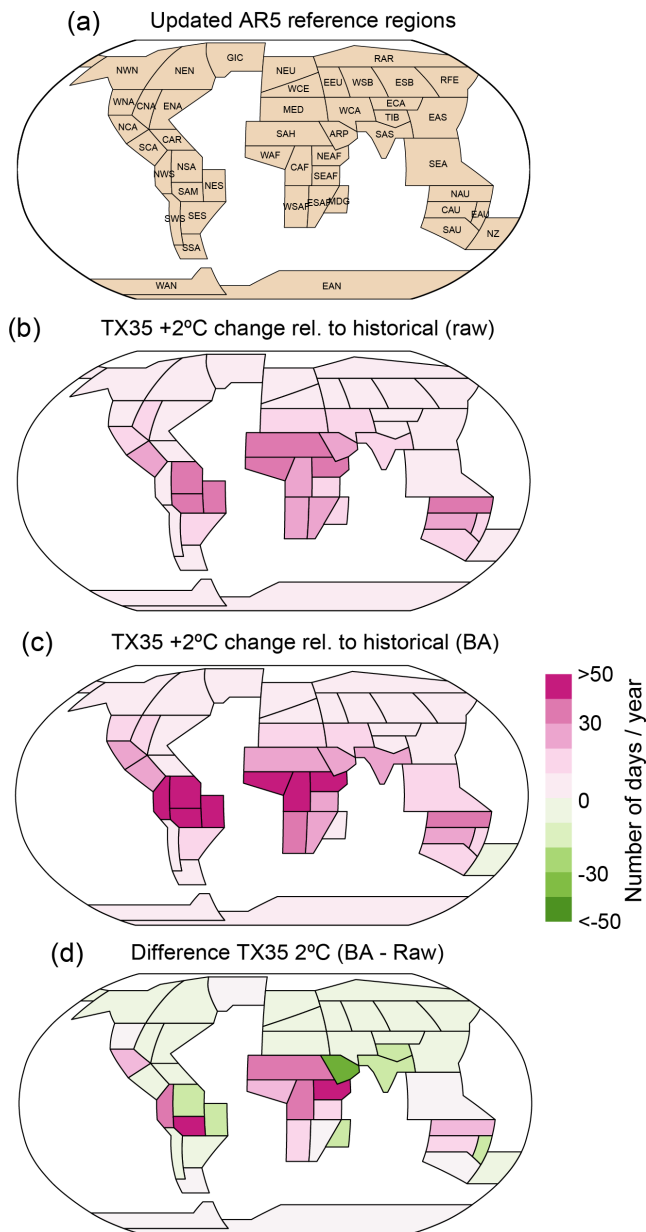 (a) Updated AR5 reference regions
GIC
NWN NEN
NEU RAR
WCE EEU WSB ESB RFE
WNA CNA ENA
MED WCA ECA
TIB EAS
NCA
SCA CAR
SAH ARP SAS
WAF CAF NEAF
SEAF
SEA
NWS NSA
SAM NES
WSAF ESAF MDG
NAU
CAU EAU
SAU NZ
SWS SES
SSA
WAN EAN
(b) TX35 +2ºC change rel. to historical (raw)
(c) TX35 +2ºC change rel. to historical (BA)
>50
30
0
-30
<-50
Number of days / year
(d) Difference TX35 2ºC (BA - Raw)